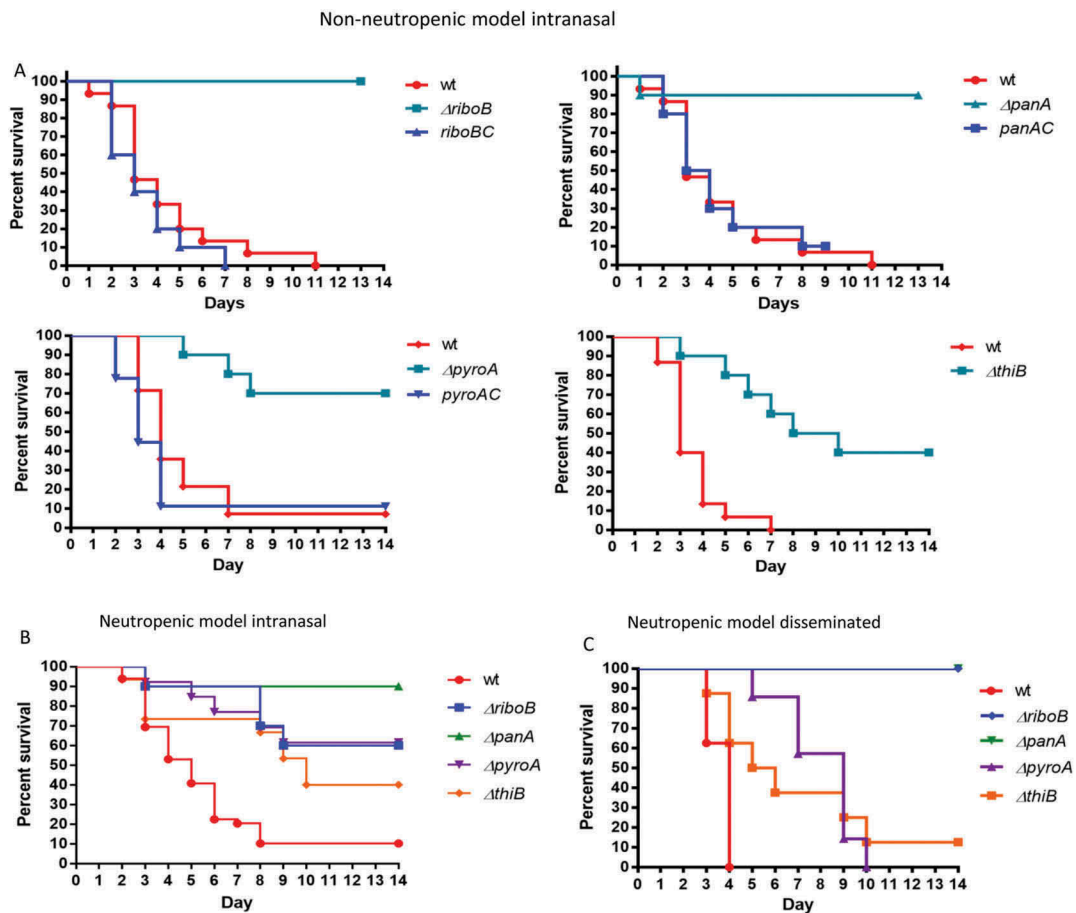 Non-neutropenic model intranasal
A
Percent survival
100
90
80
70
60
50
40
30
20
10
0
0 1 2 3 4 5 6 7 8 9 10 11 12 13 14
Days
wt
ΔriboB
riboBC
Percent survival
100
90
80
70
60
50
40
30
20
10
0
0 1 2 3 4 5 6 7 8 9 10 11 12 13 14
Days
wt
ΔpanA
panAC
Percent survival
100
90
80
70
60
50
40
30
20
10
0
0 1 2 3 4 5 6 7 8 9 10 11 12 13 14
Day
wt
ΔpyroA
pyroAC
Percent survival
100
90
80
70
60
50
40
30
20
10
0
0 1 2 3 4 5 6 7 8 9 10 11 12 13 14
Day
wt
ΔthiB
B
Neutropenic model intranasal
Percent survival
100
90
80
70
60
50
40
30
20
10
0
0 1 2 3 4 5 6 7 8 9 10 11 12 13 14
Day
wt
ΔriboB
ΔpanA
ΔpyroA
ΔthiB
C
Neutropenic model disseminated
Percent survival
100
90
80
70
60
50
40
30
20
10
0
0 1 2 3 4 5 6 7 8 9 10 11 12 13 14
Day
wt
ΔriboB
ΔpanA
ΔpyroA
ΔthiB